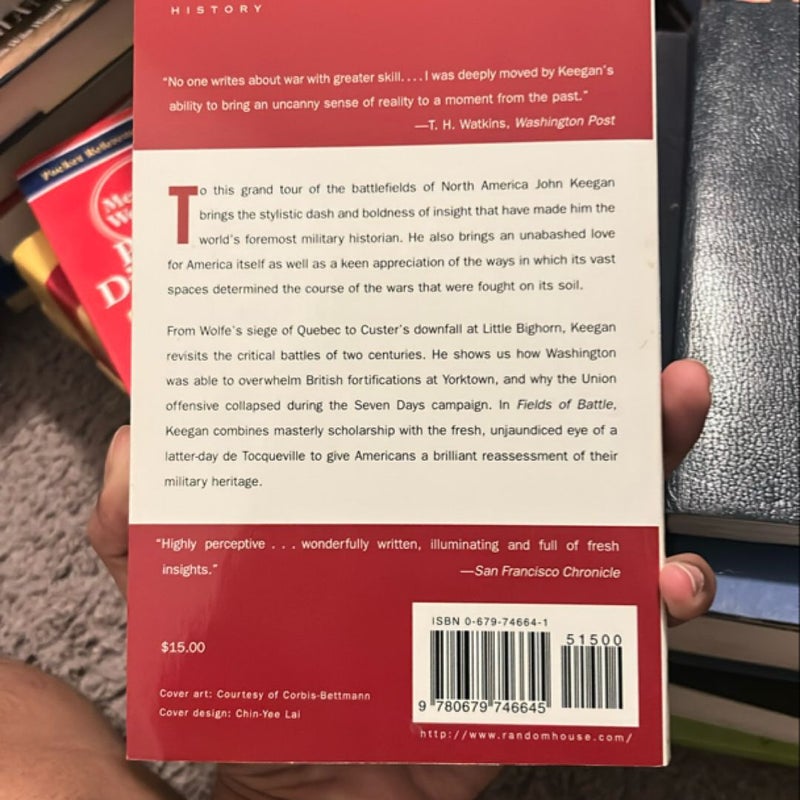 HISTORY
"No one writes about war with greater skill.... I was deeply moved by Keegan's
ability to bring an uncanny sense of reality to a moment from the past."
—T. H. Watkins, Washington Post
To this grand tour of the battlefields of North America John Keegan
brings the stylistic dash and boldness of insight that have made him the
world's foremost military historian. He also brings an unabashed love
for America itself as well as a keen appreciation of the ways in which its vast
spaces determined the course of the wars that were fought on its soil.
From Wolfe's siege of Quebec to Custer's downfall at Little Bighorn, Keegan
revisits the critical battles of two centuries. He shows us how Washington
was able to overwhelm British fortifications at Yorktown, and why the Union
offensive collapsed during the Seven Days campaign. In Fields of Battle,
Keegan combines masterly scholarship with the fresh, unjaundiced eye of a
latter-day de Tocqueville to give Americans a brilliant reassessment of their
military heritage.
"Highly perceptive . . . wonderfully written, illuminating and full of fresh
insights."
—San Francisco Chronicle
ISBN 0-679-74664-1
51500
9 780679 746645
$15.00
Cover art: Courtesy of Corbis-Bettmann
Cover design: Chin-Yee Lai
http://www.randomhouse.com/
Pocket Reference